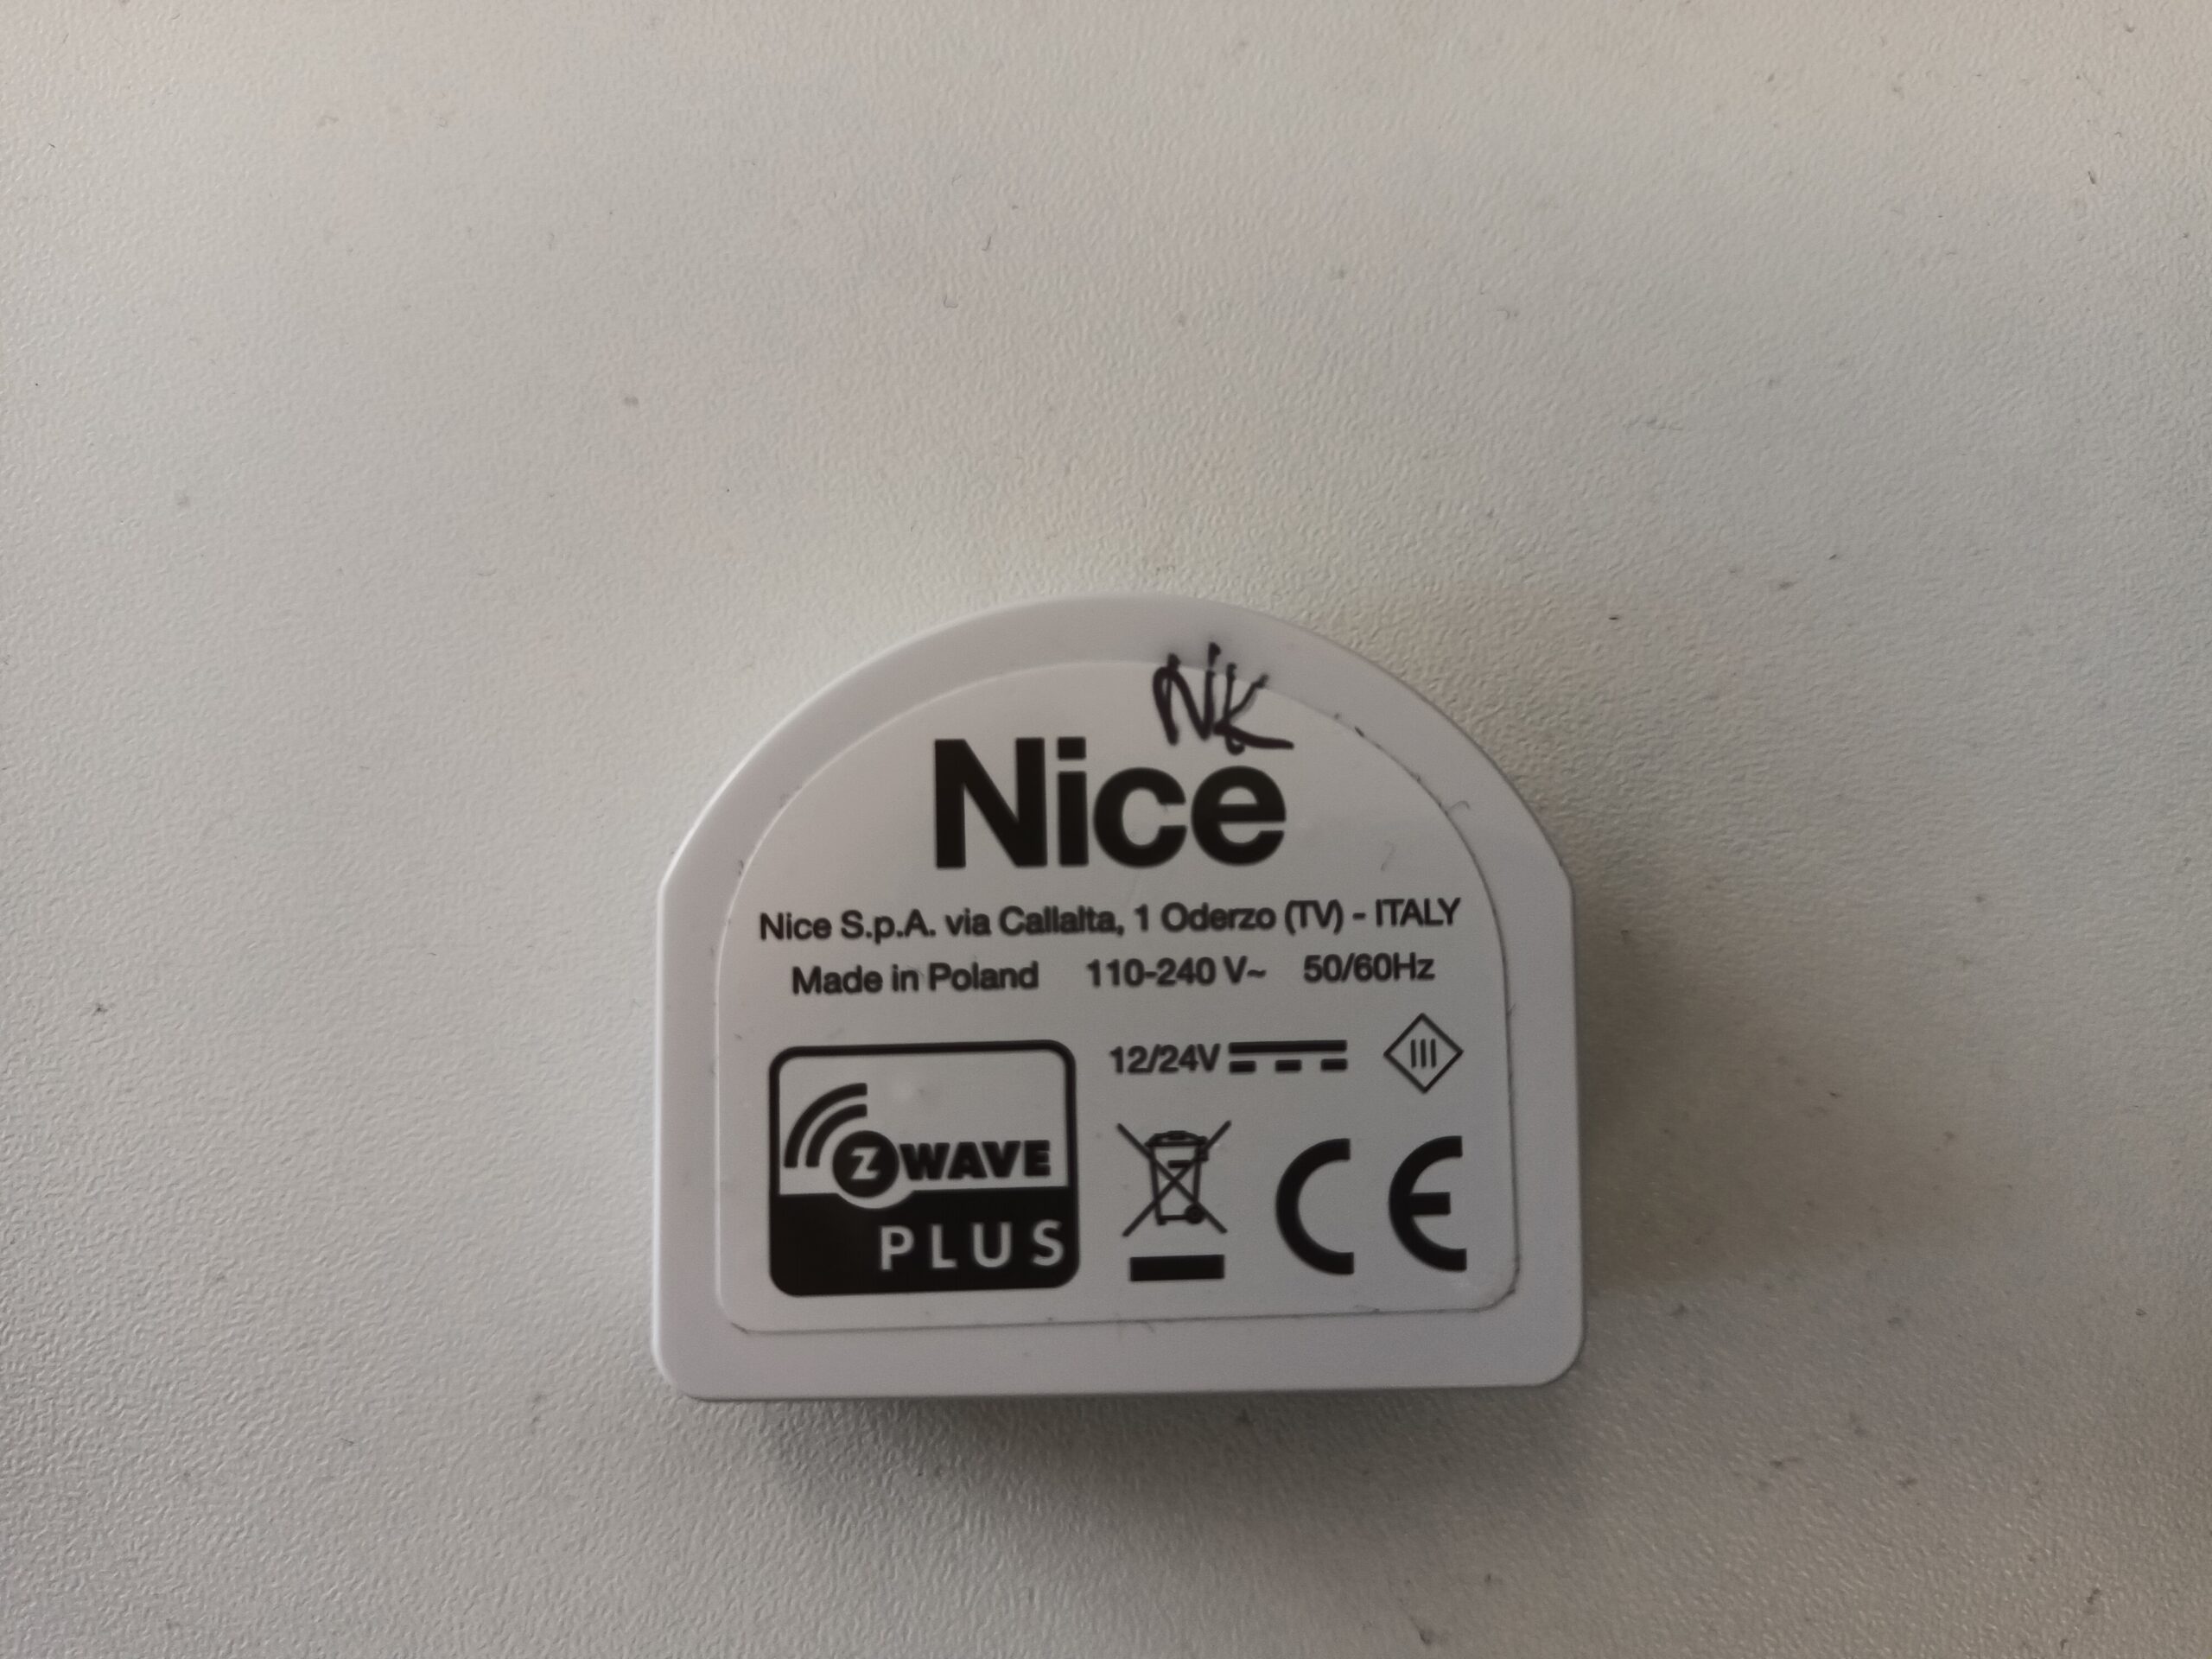 NK
Nice
Nice S.p.A. via Callalta, 1 Oderzo (TV) - ITALY
Made in Poland 110-240 V~ 50/60Hz
12/24V
III
Z WAVE
PLUS
CE